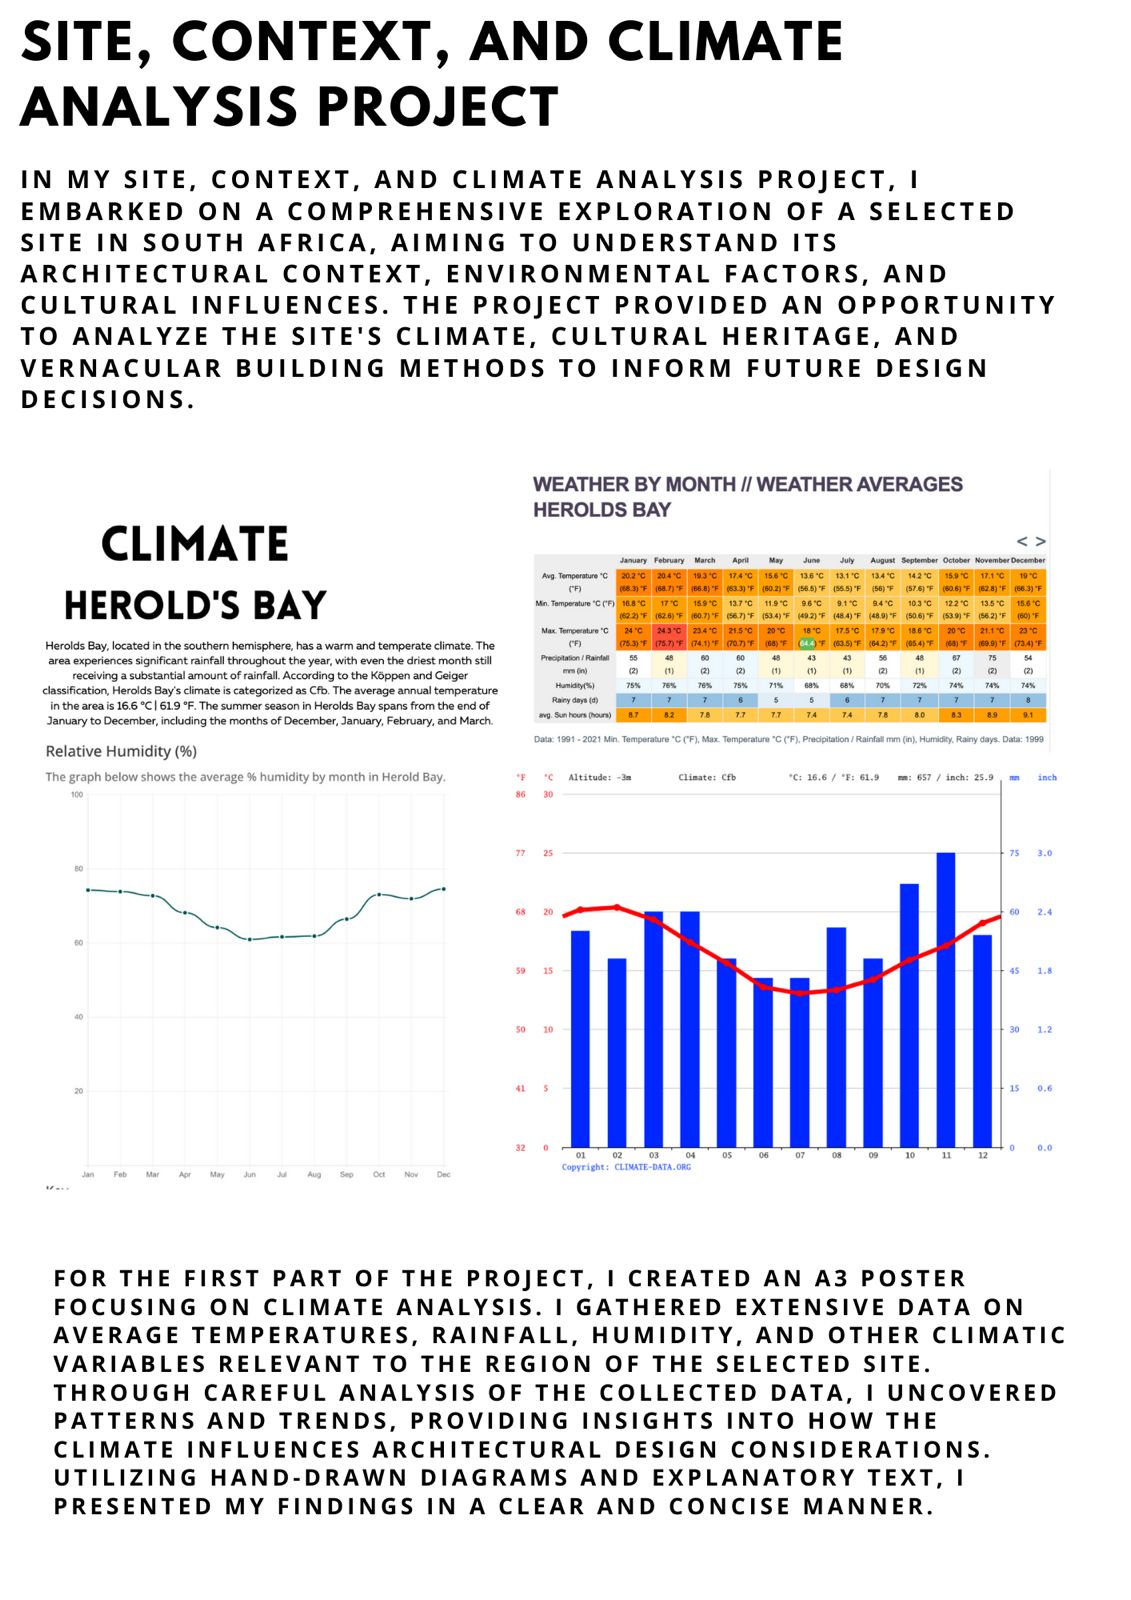 SITE, CONTEXT, AND CLIMATE
ANALYSIS PROJECT
IN MY SITE, CONTEXT, AND CLIMATE ANALYSIS PROJECT, I
EMBARKED ON A COMPREHENSIVE EXPLORATION OF A SELECTED
SITE IN SOUTH AFRICA, AIMING TO UNDERSTAND ITS
ARCHITECTURAL CONTEXT, ENVIRONMENTAL FACTORS, AND
CULTURAL INFLUENCES. THE PROJECT PROVIDED AN OPPORTUNITY
TO ANALYZE THE SITE'S CLIMATE, CULTURAL HERITAGE, AND
VERNACULAR BUILDING METHODS TO INFORM FUTURE DESIGN
DECISIONS.
CLIMATE
HEROLD'S BAY
Herolds Bay, located in the southern hemisphere, has a warm and temperate climate. The
area experiences significant rainfall throughout the year, with even the driest month still
receiving a substantial amount of rainfall. According to the Köppen and Geiger
classification, Herolds Bay's climate is categorized as Cfb. The average annual temperature
in the area is 16.6 °C | 61.9 °F. The summer season in Herolds Bay spans from the end of
January to December, including the months of December, January, February, and March.
Relative Humidity (%)
The graph below shows the average % humidity by month in Herold Bay.
100
80
60
40
20
Jan Feb Mar Apr May Jun Jul Aug Sep Oct Nov Dec
WEATHER BY MONTH // WEATHER AVERAGES
HEROLDS BAY
< >
January February March April May June July August September October November December
Avg. Temperature °C 20.2 °C 20.4 °C 19.3 °C 17.4 °C 15.6 °C 13.6 °C 13.1 °C 13.4 °C 14.2 °C 15.9 °C 17.1 °C 19 °C
(°F) (68.3) °F (68.7) °F (66.8) °F (63.3) °F (60.2) °F (56.5) °F (55.5) °F (56) °F (57.6) °F (60.6) °F (62.8) °F (66.3) °F
Min. Temperature °C (°F) 16.8 °C 17 °C 15.9 °C 13.7 °C 11.9 °C 9.6 °C 9.1 °C 9.4 °C 10.3 °C 12.2 °C 13.5 °C 15.6 °C
(62.2) °F (62.6) °F (60.7) °F (56.7) °F (53.4) °F (49.2) °F (48.4) °F (48.9) °F (50.6) °F (53.9) °F (56.2) °F (60) °F
Max. Temperature °C 24 °C 24.3 °C 23.4 °C 21.5 °C 20 °C 18 °C 17.5 °C 17.9 °C 18.6 °C 20 °C 21.1 °C 23 °C
(°F) (75.3) °F (75.7) °F (74.1) °F (70.7) °F (68) °F (64.4) °F (63.5) °F (64.2) °F (65.4) °F (68) °F (69.9) °F (73.4) °F
Precipitation / Rainfall 55 48 60 60 48 43 43 56 48 67 75 54
mm (in) (2) (1) (2) (2) (1) (1) (1) (2) (1) (2) (2) (2)
Humidity(%) 75% 76% 76% 75% 71% 68% 68% 70% 72% 74% 74% 74%
Rainy days (d) 7 7 7 6 5 5 6 7 7 7 7 8
avg. Sun hours (hours) 8.7 8.2 7.8 7.7 7.7 7.4 7.4 7.8 8.0 8.3 8.9 9.1
Data: 1991 - 2021 Min. Temperature °C (°F), Max. Temperature °C (°F), Precipitation / Rainfall mm (in), Humidity, Rainy days. Data: 1999
°F °C Altitude: -3m Climate: Cfb °C: 16.6 / °F: 61.9 mm: 657 / inch: 25.9 mm inch
86 30
77 25 75 3.0
68 20 60 2.4
59 15 45 1.8
50 10 30 1.2
41 5 15 0.6
32 0 0 0.0
01 02 03 04 05 06 07 08 09 10 11 12
Copyright: CLIMATE-DATA.ORG
FOR THE FIRST PART OF THE PROJECT, I CREATED AN A3 POSTER
FOCUSING ON CLIMATE ANALYSIS. I GATHERED EXTENSIVE DATA ON
AVERAGE TEMPERATURES, RAINFALL, HUMIDITY, AND OTHER CLIMATIC
VARIABLES RELEVANT TO THE REGION OF THE SELECTED SITE.
THROUGH CAREFUL ANALYSIS OF THE COLLECTED DATA, I UNCOVERED
PATTERNS AND TRENDS, PROVIDING INSIGHTS INTO HOW THE
CLIMATE INFLUENCES ARCHITECTURAL DESIGN CONSIDERATIONS.
UTILIZING HAND-DRAWN DIAGRAMS AND EXPLANATORY TEXT, I
PRESENTED MY FINDINGS IN A CLEAR AND CONCISE MANNER.